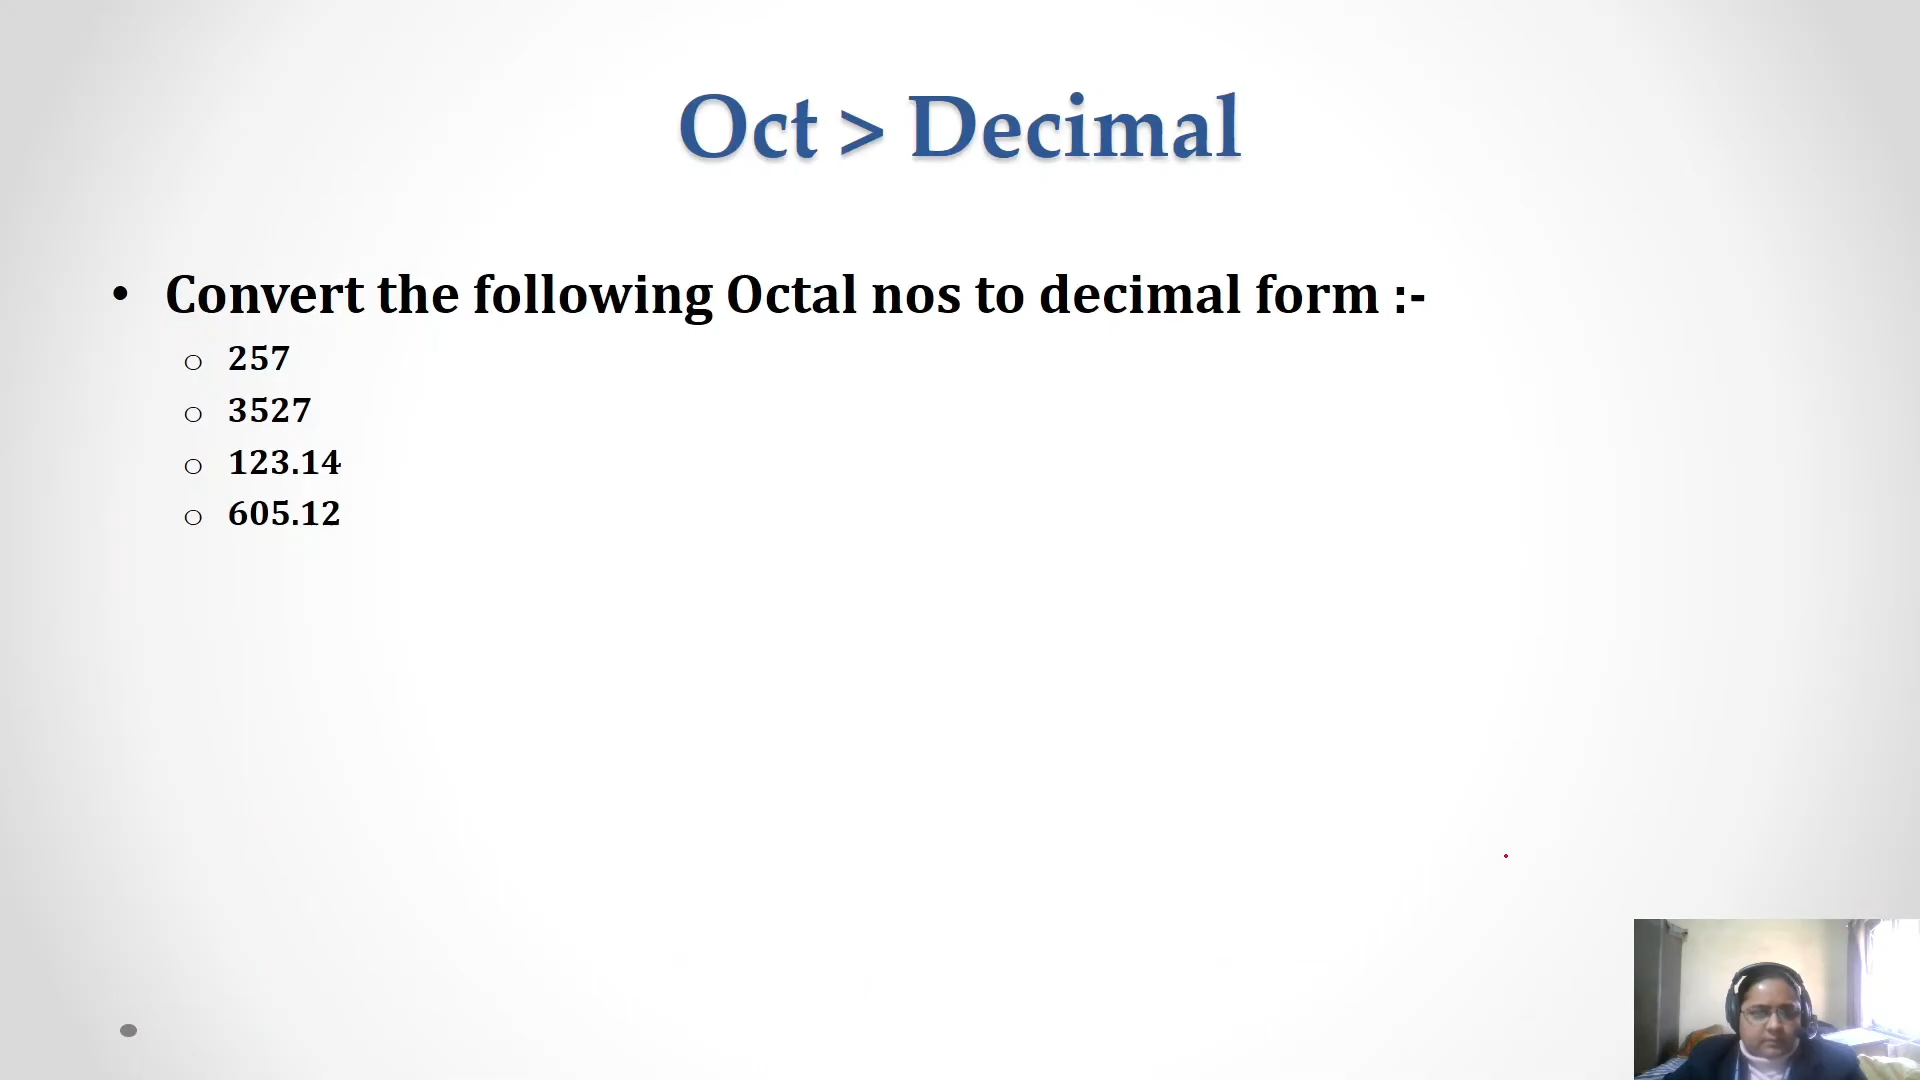 Oct > Decimal
• Convert the following Octal nos to decimal form :-
o 257
o 3527
o 123.14
o 605.12